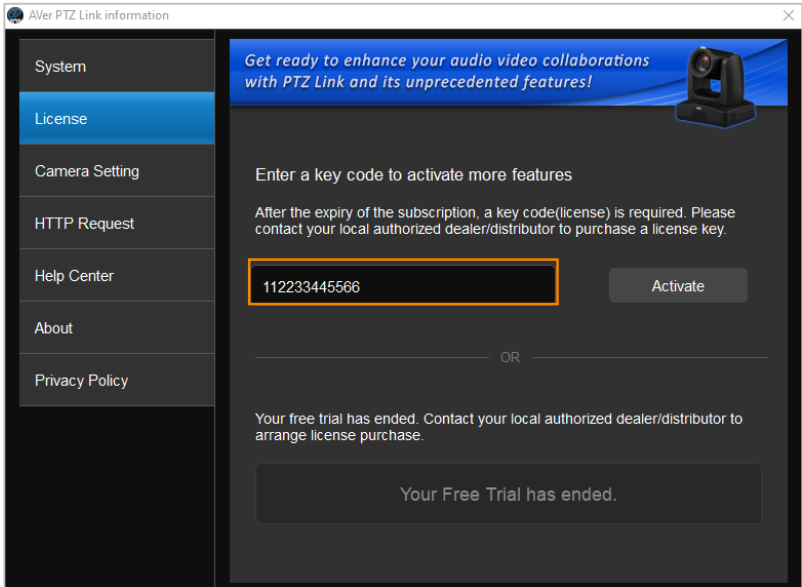 AVer PTZ Link information
System
License
Camera Setting
HTTP Request
Help Center
About
Privacy Policy
Get ready to enhance your audio video collaborations
with PTZ Link and its unprecedented features!
Enter a key code to activate more features
After the expiry of the subscription, a key code(license) is required. Please
contact your local authorized dealer/distributor to purchase a license key.
112233445566
Activate
OR
Your free trial has ended. Contact your local authorized dealer/distributor to
arrange license purchase.
Your Free Trial has ended.